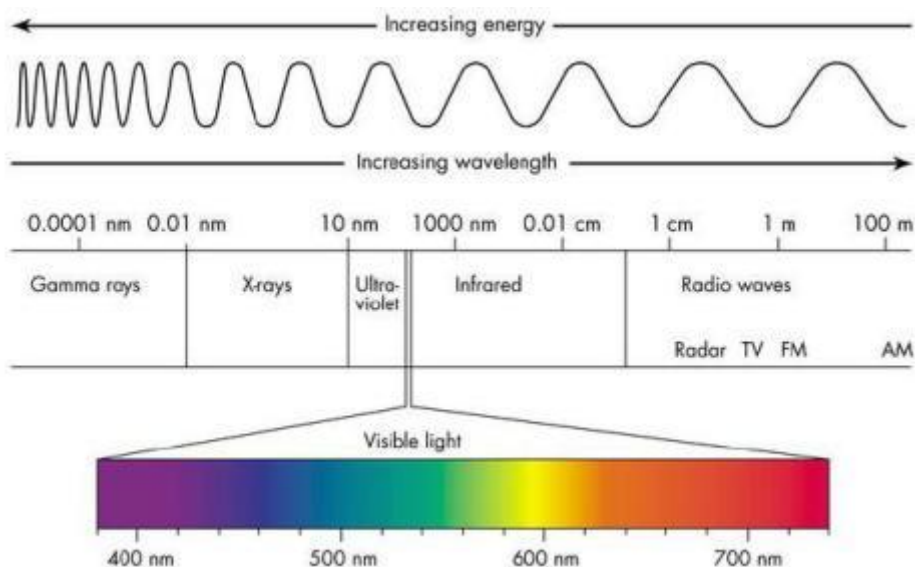 Increasing energy
Increasing wavelength
0.0001 nm 0.01 nm 10 nm 1000 nm 0.01 cm 1 cm 1 m 100 m
Gamma rays X-rays Ultra- Infrared Radio waves
violet
Radar TV FM AM
Visible light
400 nm 500 nm 600 nm 700 nm